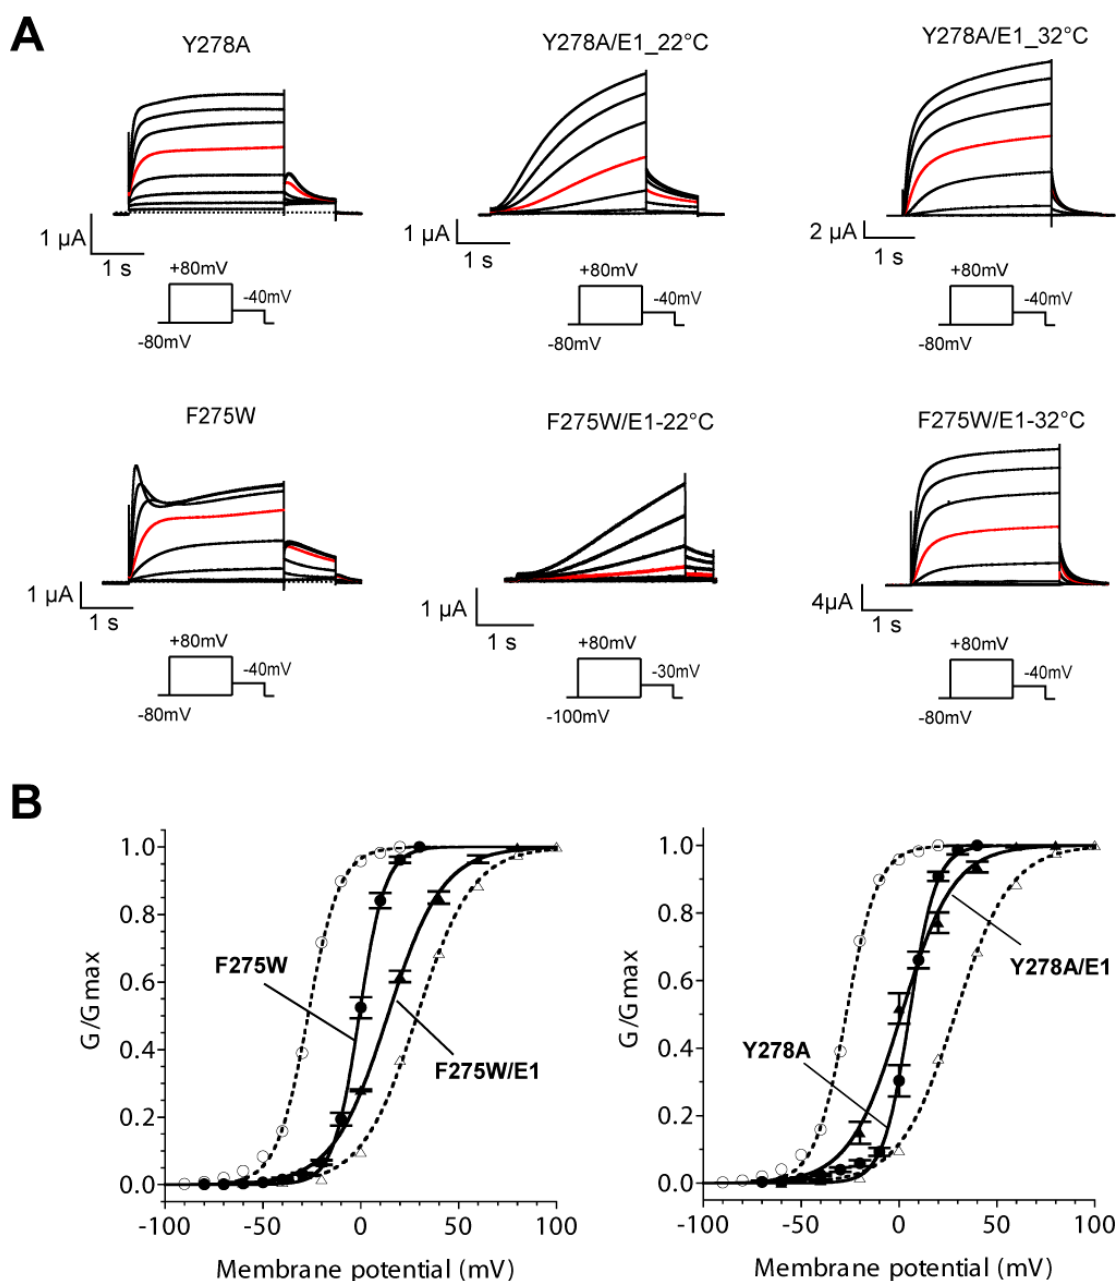 A
Y278A
Y278A/E1_22°C
Y278A/E1_32°C
1 µA
1 s
1 µA
1 s
2 µA
1 s
+80mV
-40mV
-80mV
+80mV
-40mV
-80mV
+80mV
-40mV
-80mV
F275W
F275W/E1-22°C
F275W/E1-32°C
1 µA
1 s
1 µA
1 s
4µA
1 s
+80mV
-40mV
-80mV
+80mV
-30mV
-100mV
+80mV
-40mV
-80mV
B
G/Gmax
1.0
0.8
0.6
0.4
0.2
0.0
F275W
F275W/E1
-100
-50
0
50
100
Membrane potential (mV)
G/Gmax
1.0
0.8
0.6
0.4
0.2
0.0
Y278A/E1
Y278A
-100
-50
0
50
100
Membrane potential (mV)